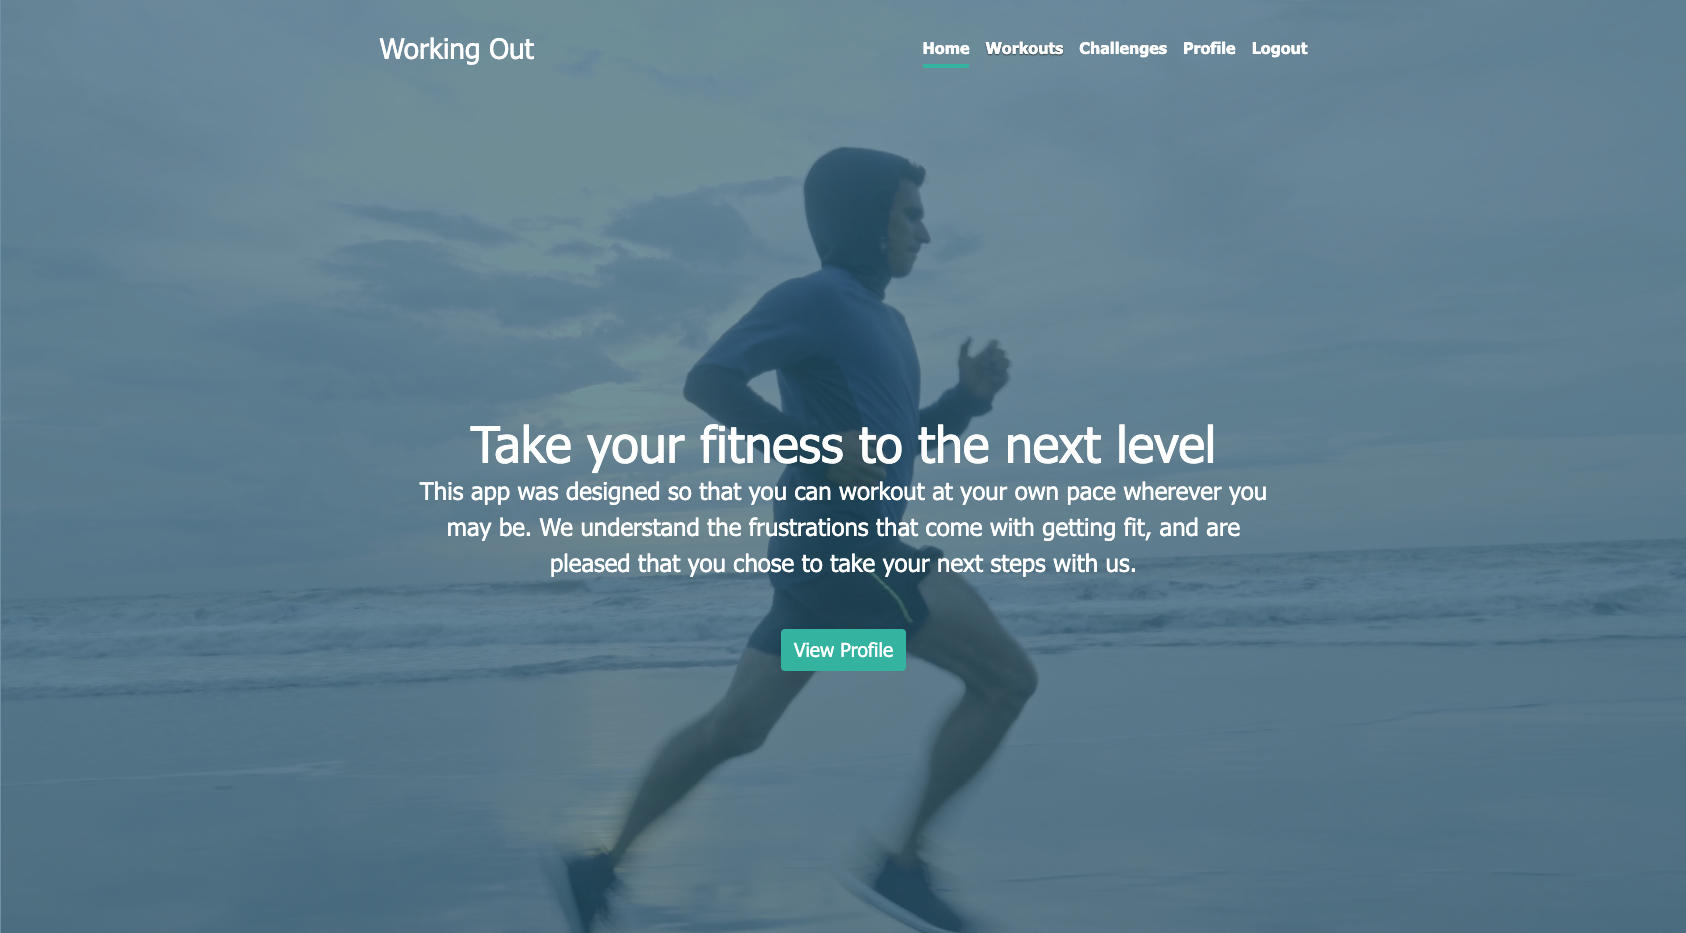 Working Out
Home Workouts Challenges Profile Logout
Take your fitness to the next level
This app was designed so that you can workout at your own pace wherever you
may be. We understand the frustrations that come with getting fit, and are
pleased that you chose to take your next steps with us.
View Profile